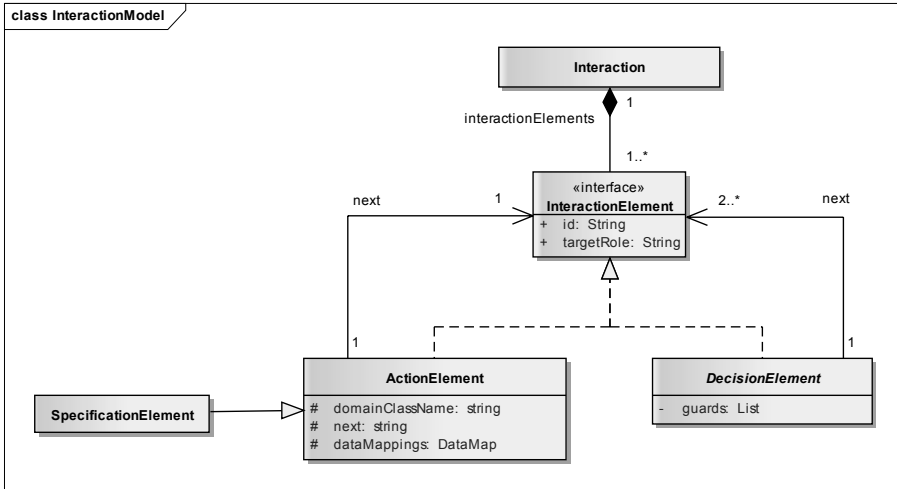 class InteractionModel
Interaction
1
interactionElements
1..*
«interface»
InteractionElement
+ id: String
+ targetRole: String
next
1
2..*
next
1
1
ActionElement
# domainClassName: string
# next: string
# dataMappings: DataMap
DecisionElement
- guards: List
SpecificationElement